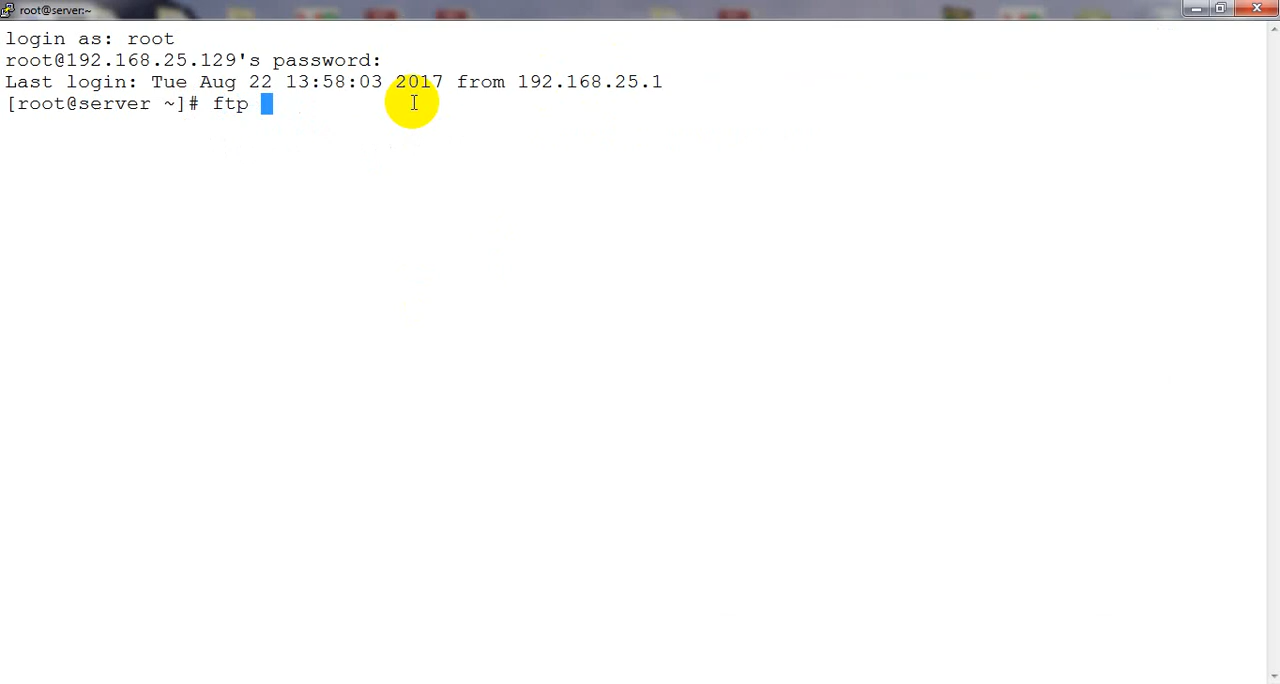 root@server:~
login as: root
root@192.168.25.129's password:
Last login: Tue Aug 22 13:58:03 2017 from 192.168.25.1
[root@server ~]# ftp